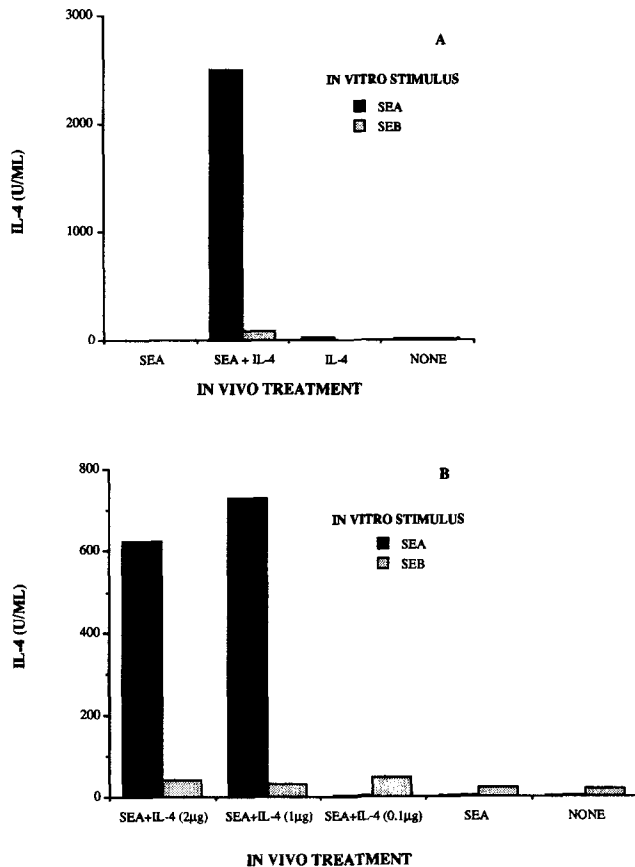 A
IN VITRO STIMULUS
SEA
SEB
3000
2000
1000
0
IL-4 (U/ML)
SEA SEA + IL-4 IL-4 NONE
IN VIVO TREATMENT
B
IN VITRO STIMULUS
SEA
SEB
800
600
400
200
0
IL-4 (U/ML)
SEA+IL-4 (2µg) SEA+IL-4 (1µg) SEA+IL-4 (0.1µg) SEA NONE
IN VIVO TREATMENT